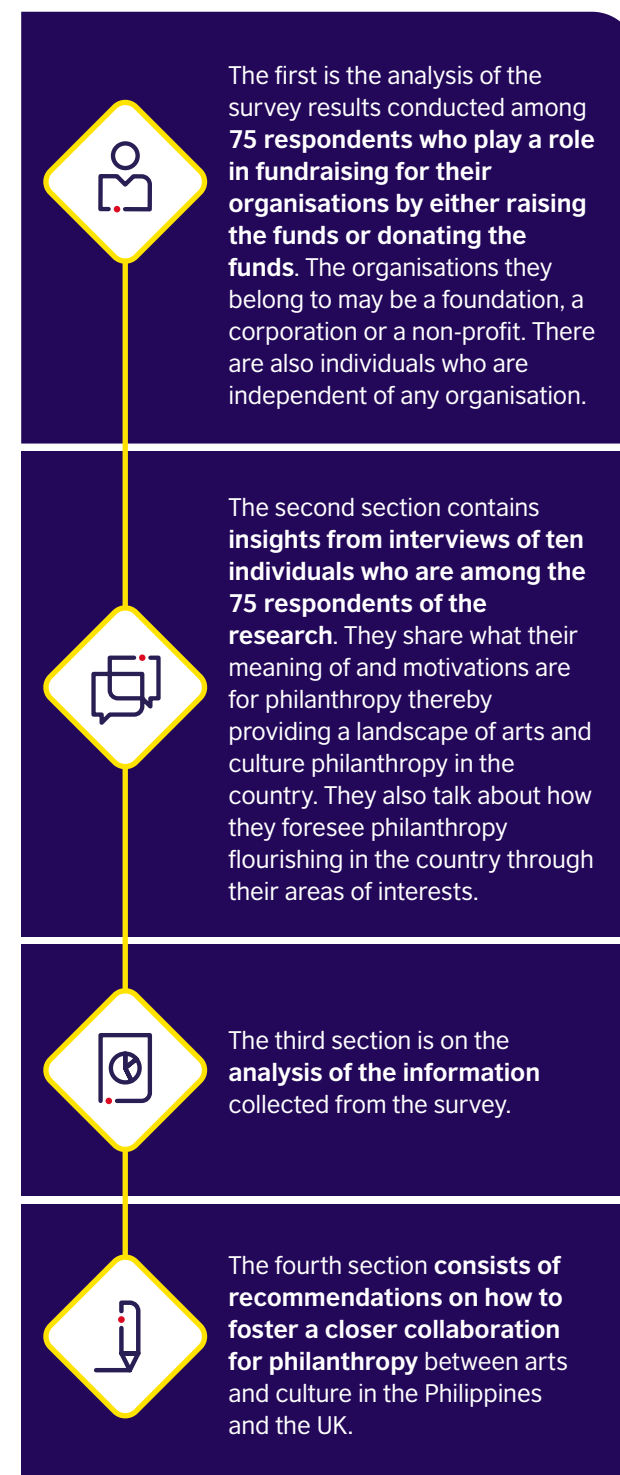 The first is the analysis of the
survey results conducted among
75 respondents who play a role
in fundraising for their
organisations by either raising
the funds or donating the
funds. The organisations they
belong to may be a foundation, a
corporation or a non-profit. There
are also individuals who are
independent of any organisation.
The second section contains
insights from interviews of ten
individuals who are among the
75 respondents of the
research. They share what their
meaning of and motivations are
for philanthropy thereby
providing a landscape of arts and
culture philanthropy in the
country. They also talk about how
they foresee philanthropy
flourishing in the country through
their areas of interests.
The third section is on the
analysis of the information
collected from the survey.
The fourth section consists of
recommendations on how to
foster a closer collaboration
for philanthropy between arts
and culture in the Philippines
and the UK.